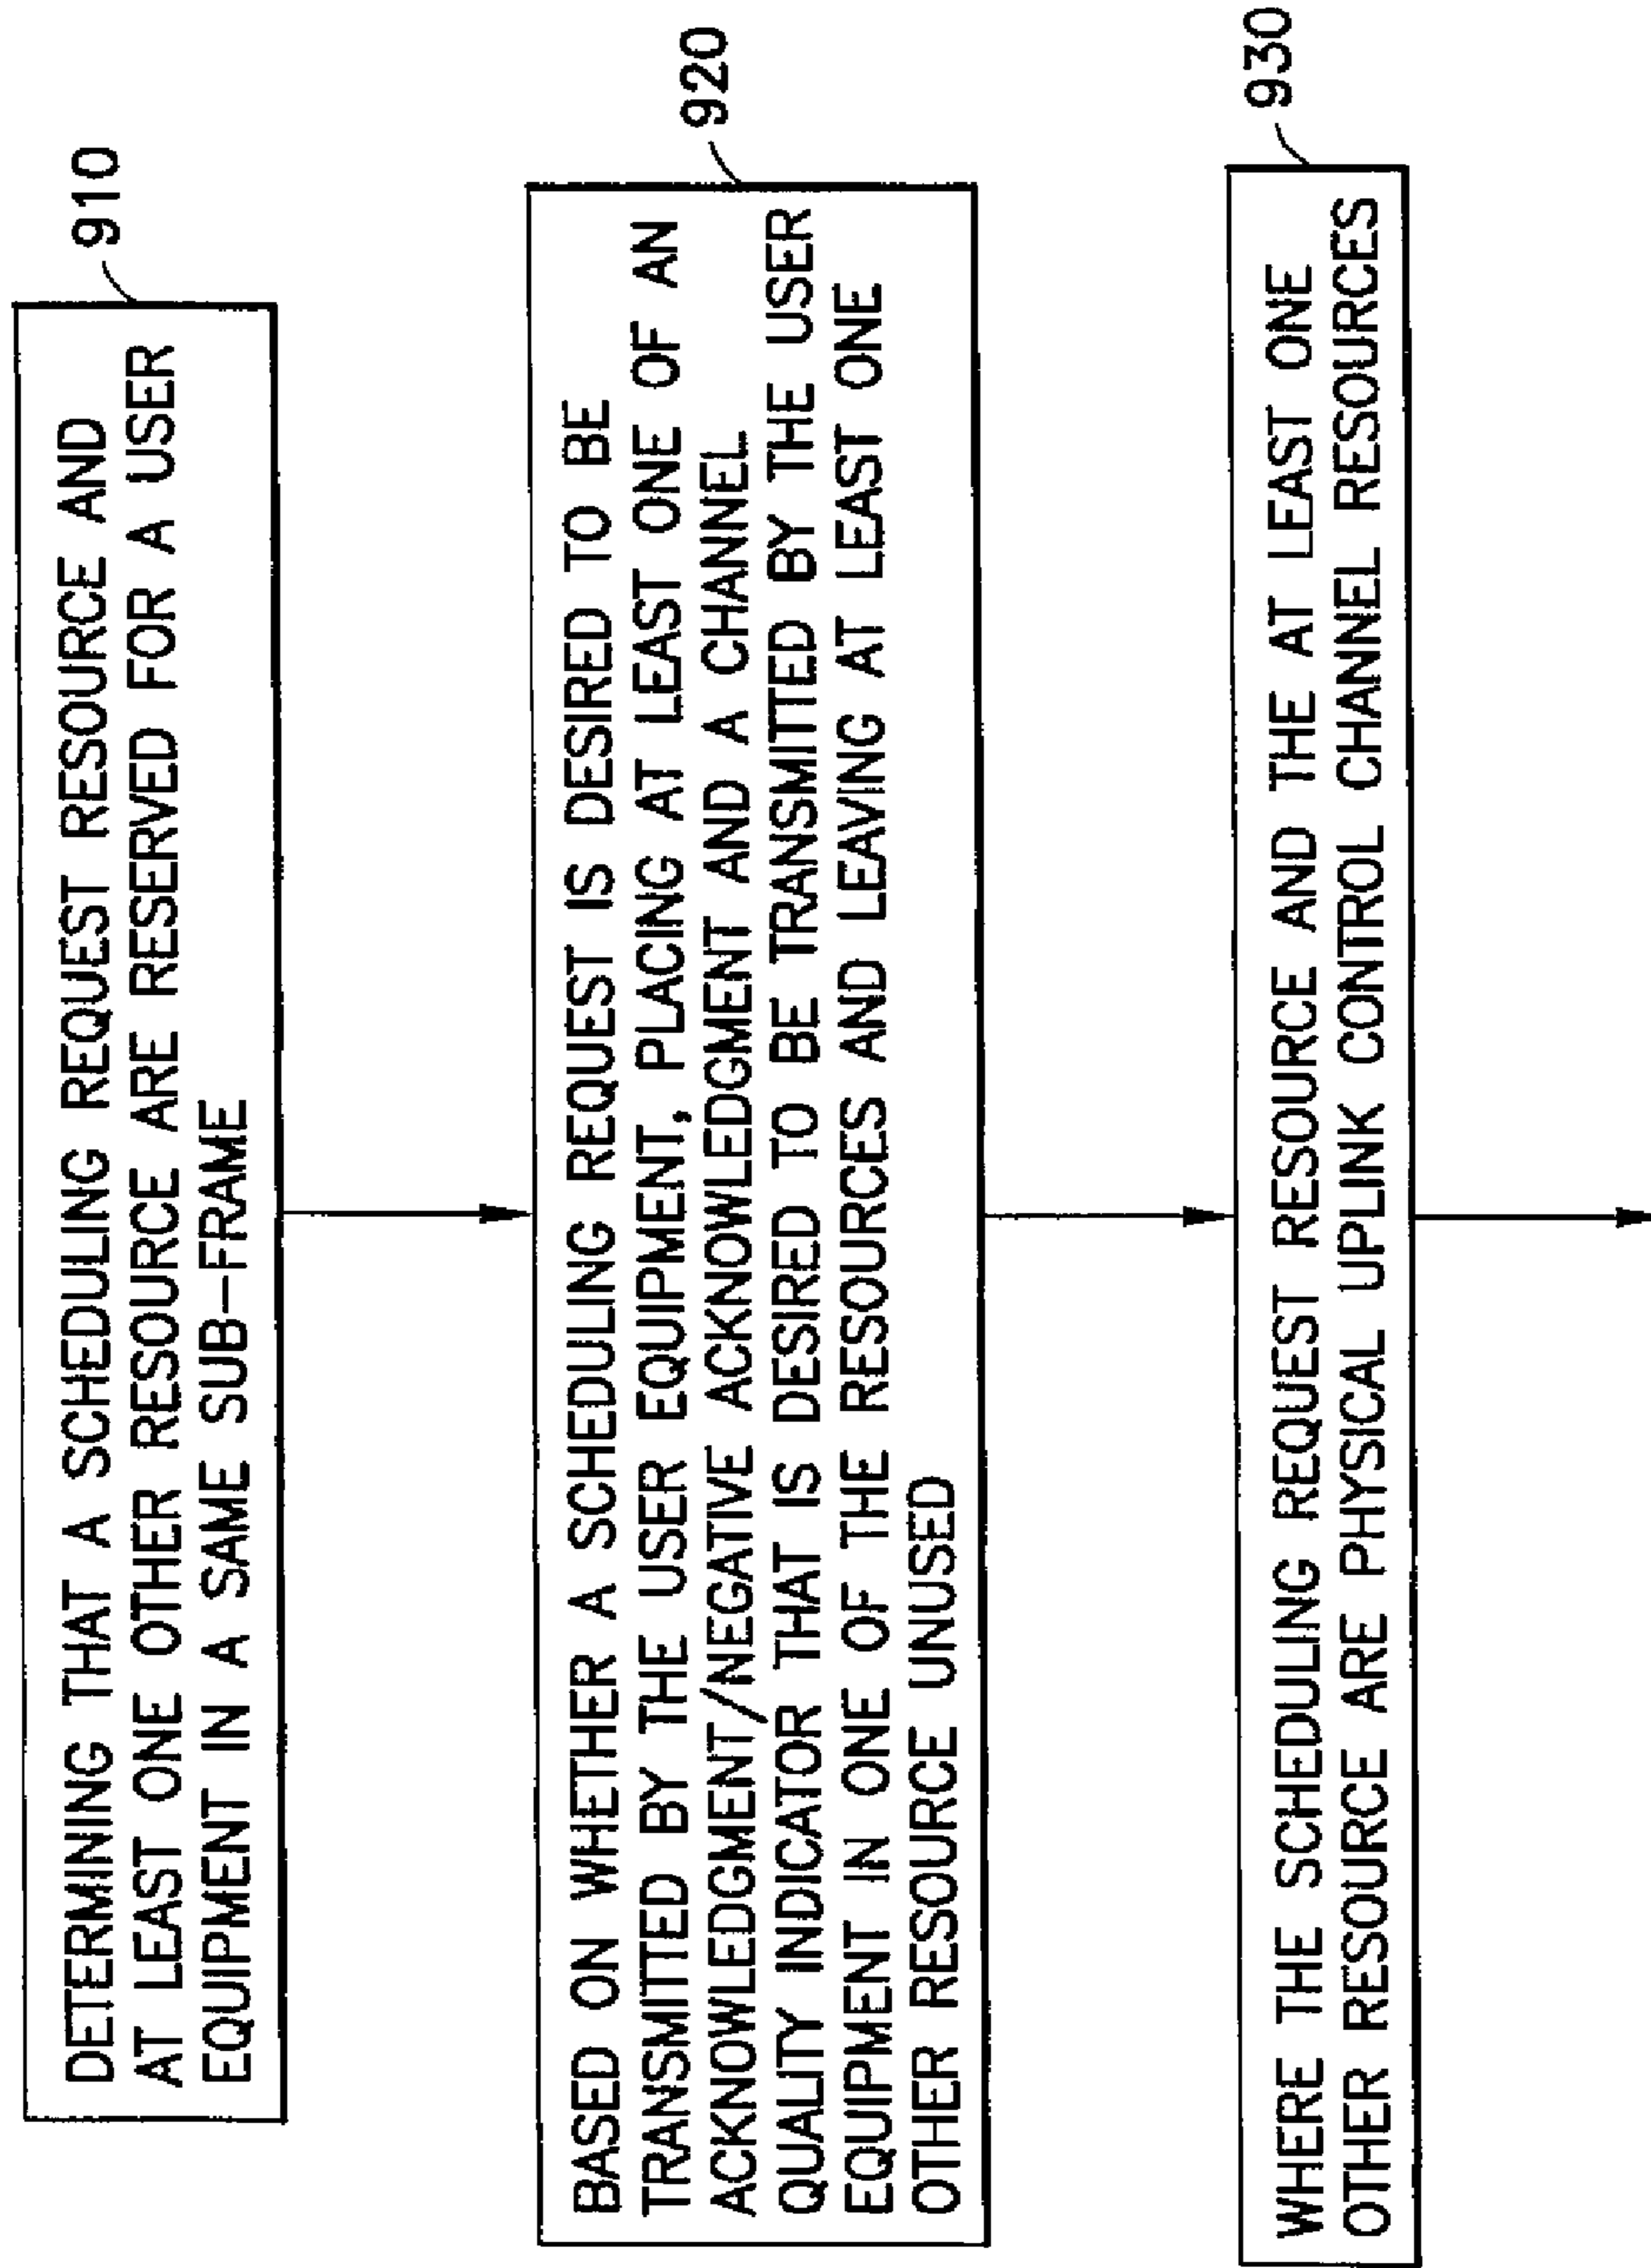 DETERMINING THAT A SCHEDULING REQUEST RESOURCE AND
AT LEAST ONE OTHER RESOURCE ARE RESERVED FOR A USER
EQUIPMENT IN A SAME SUB-FRAME
910
BASED ON WHETHER A SCHEDULING REQUEST IS DESIRED TO BE
TRANSMITTED BY THE USER EQUIPMENT, PLACING AT LEAST ONE OF AN
ACKNOWLEDGMENT/NEGATIVE ACKNOWLEDGMENT AND A CHANNEL
QUALITY INDICATOR THAT IS DESIRED TO BE TRANSMITTED BY THE USER
EQUIPMENT IN ONE OF THE RESOURCES AND LEAVING AT LEAST ONE
OTHER RESOURCE UNUSED
920
WHERE THE SCHEDULING REQUEST RESOURCE AND THE AT LEAST ONE
OTHER RESOURCE ARE PHYSICAL UPLINK CONTROL CHANNEL RESOURCES
930